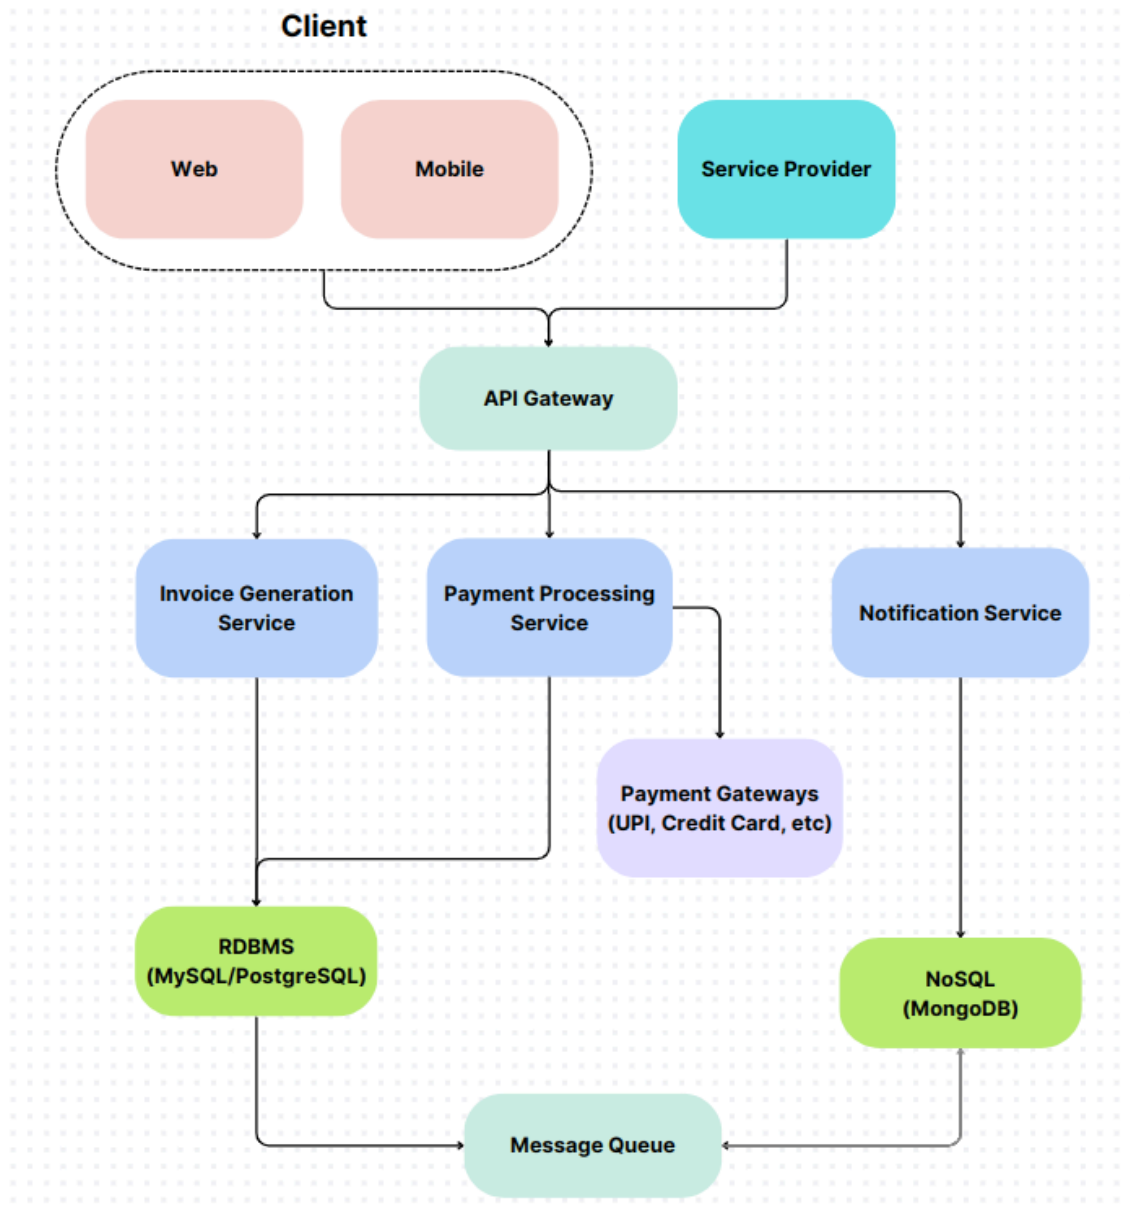 Client
Web
Mobile
Service Provider
API Gateway
Invoice Generation
Service
Payment Processing
Service
Notification Service
Payment Gateways
(UPI, Credit Card, etc)
RDBMS
(MySQL/PostgreSQL)
NoSQL
(MongoDB)
Message Queue